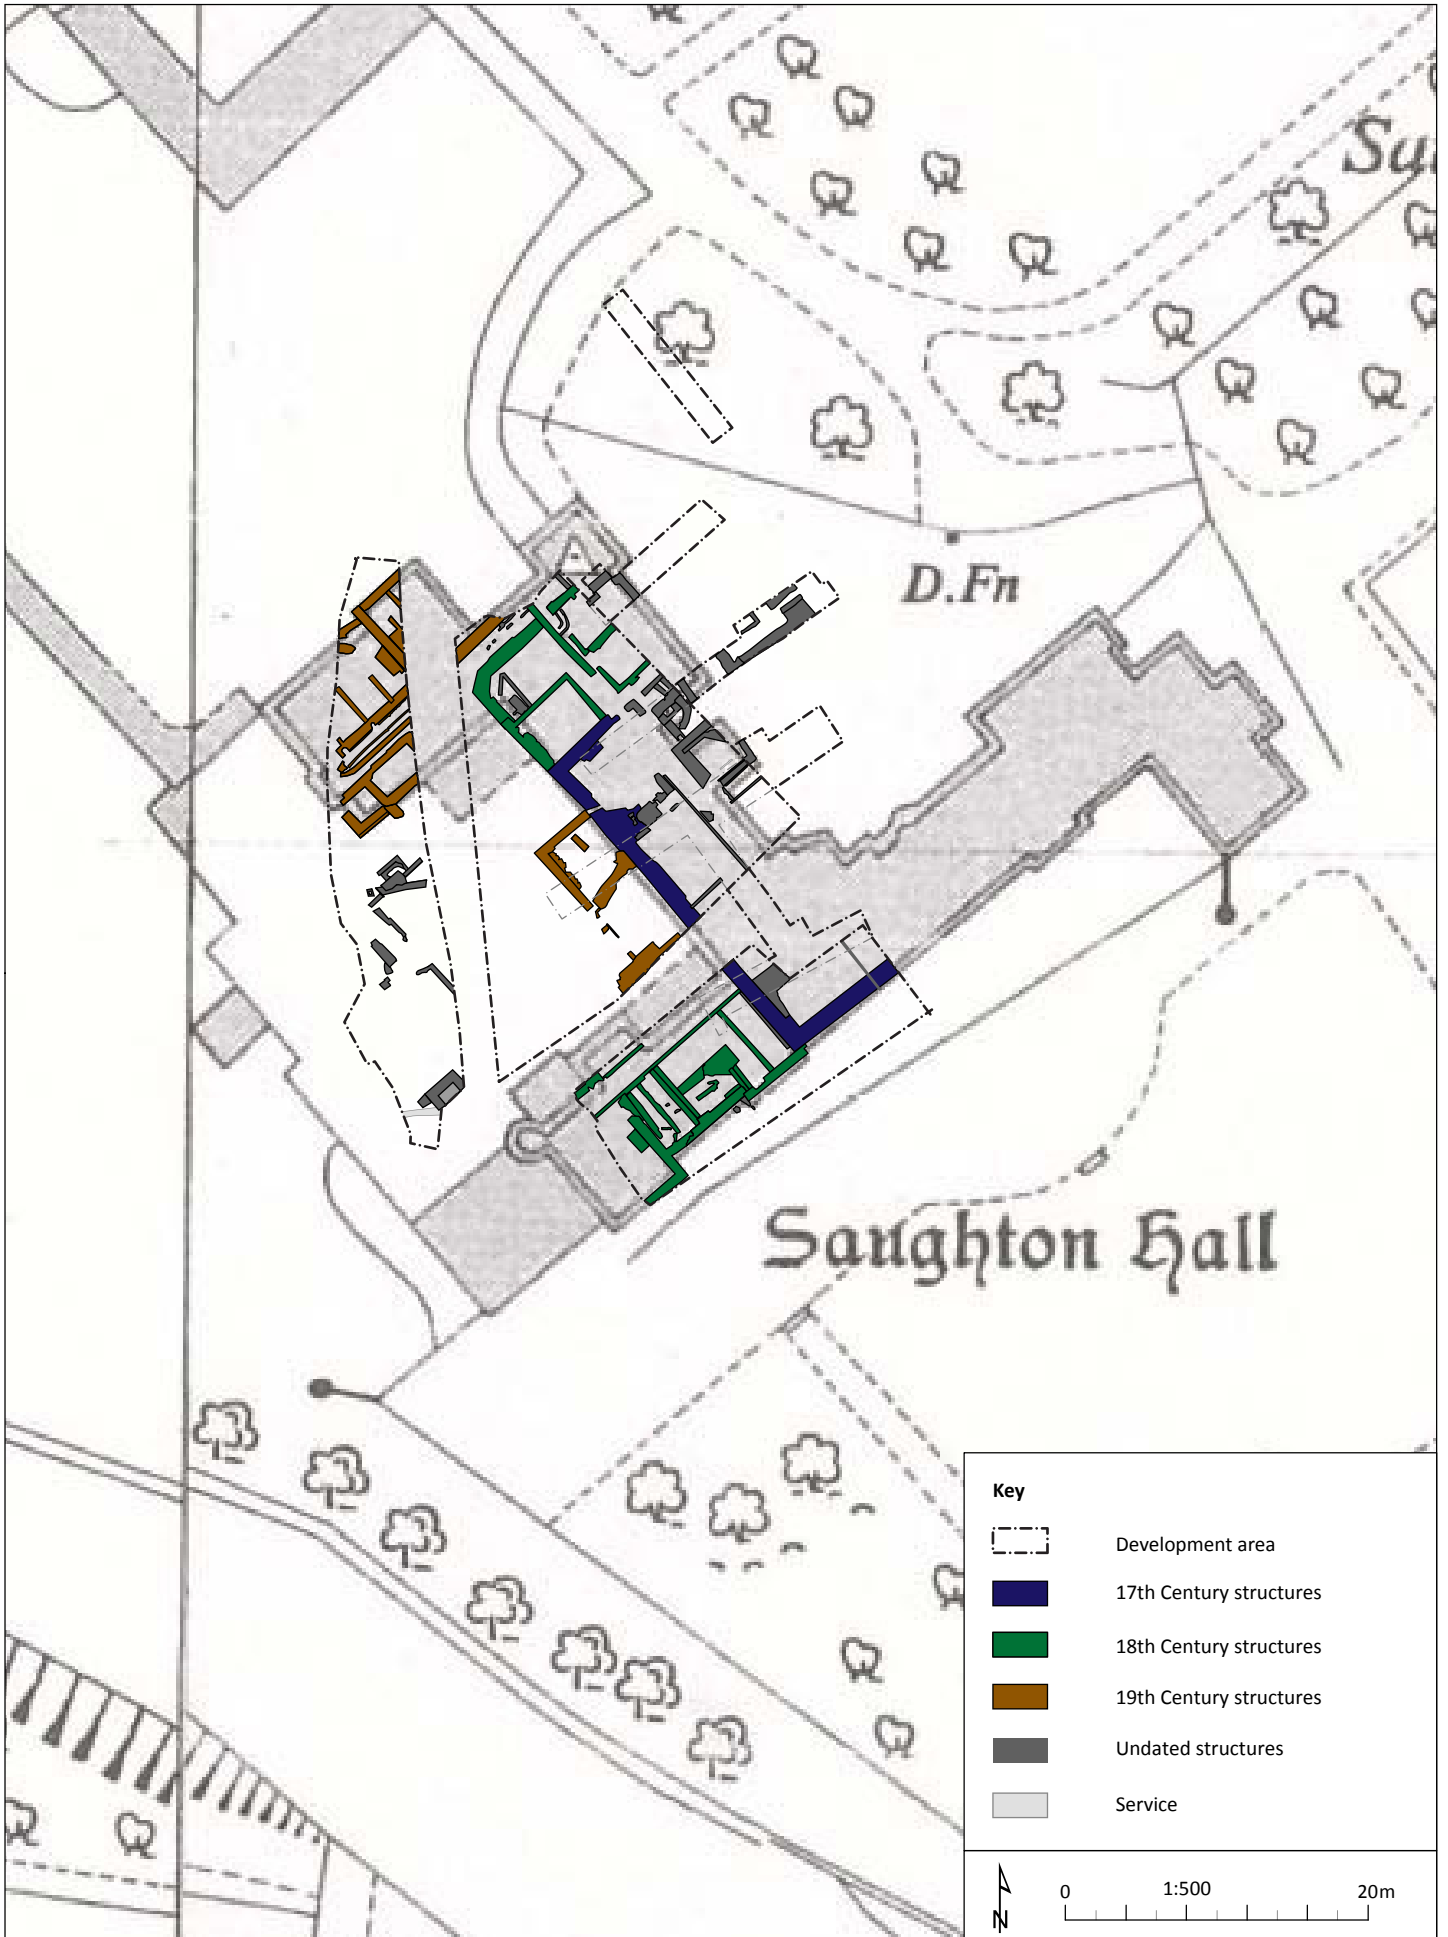 Su
D.Fn
Saughton Hall
Key
Development area
17th Century structures
18th Century structures
19th Century structures
Undated structures
Service
N
0 1:500 20m